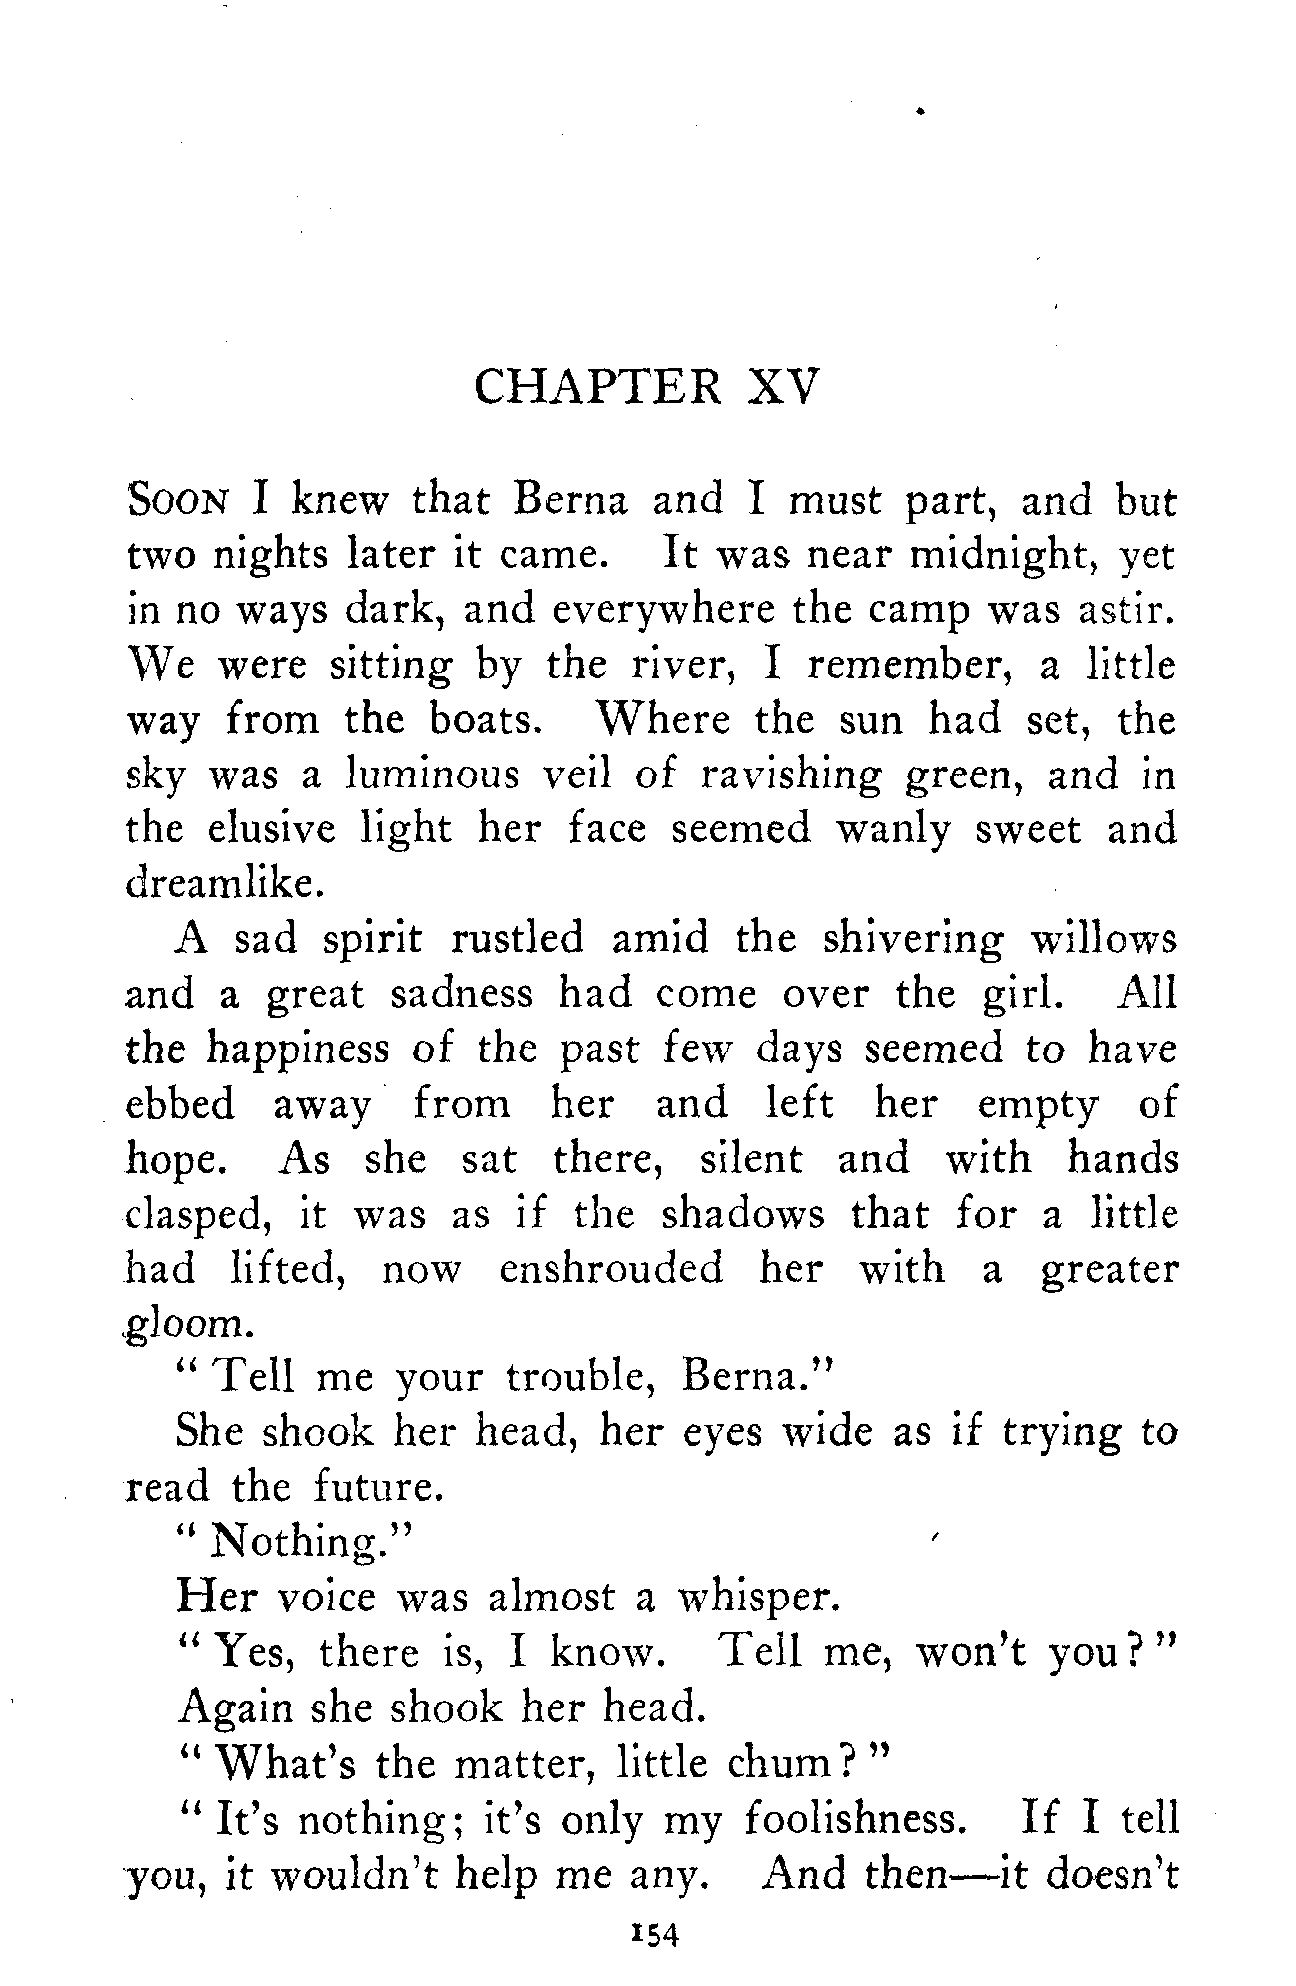 CHAPTER XV
SOON I knew that Berna and I must part, and but
two nights later it came. It was near midnight, yet
in no ways dark, and everywhere the camp was astir.
We were sitting by the river, I remember, a little
way from the boats. Where the sun had set, the
sky was a luminous veil of ravishing green, and in
the elusive light her face seemed wanly sweet and
dreamlike.
A sad spirit rustled amid the shivering willows
and a great sadness had come over the girl. All
the happiness of the past few days seemed to have
ebbed away from her and left her empty of
hope. As she sat there, silent and with hands
clasped, it was as if the shadows that for a little
had lifted, now enshrouded her with a greater
gloom.
“ Tell me your trouble, Berna.”
She shook her head, her eyes wide as if trying to
read the future.
“ Nothing.”
Her voice was almost a whisper.
“ Yes, there is, I know. Tell me, won't you? ”
Again she shook her head.
“ What's the matter, little chum? ”
“ It's nothing; it's only my foolishness. If I tell
you, it wouldn't help me any. And then—it doesn't
154